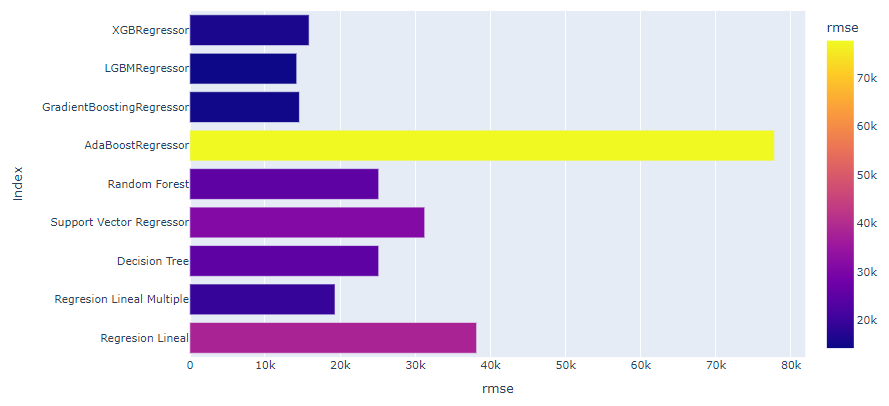 rmse
XGBRegressor
LGBMRegressor
GradientBoostingRegressor
AdaBoostRegressor
Random Forest
Support Vector Regressor
Decision Tree
Regresion Lineal Multiple
Regresion Lineal
Index
0 10k 20k 30k 40k 50k 60k 70k 80k
rmse
70k
60k
50k
40k
30k
20k